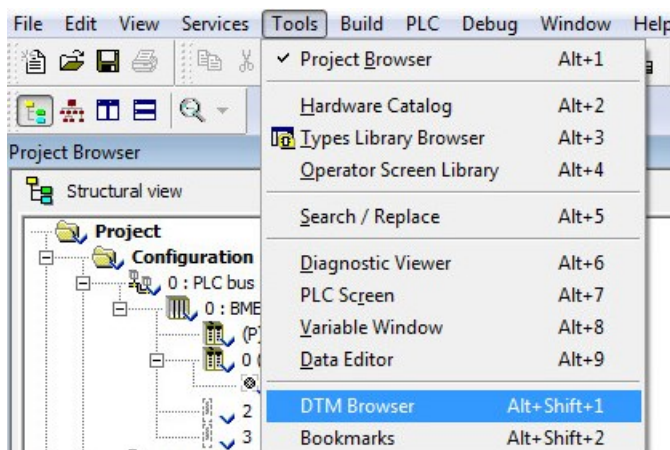 File Edit View Services Tools Build PLC Debug Window Help
Project Browser Alt+1
Hardware Catalog Alt+2
Types Library Browser Alt+3
Operator Screen Library Alt+4
Search / Replace Alt+5
Diagnostic Viewer Alt+6
PLC Screen Alt+7
Variable Window Alt+8
Data Editor Alt+9
DTM Browser Alt+Shift+1
Bookmarks Alt+Shift+2
Project Browser
Structural view
Project
Configuration
0 : PLC bus
0 : BME
(P)
0 (
2
3